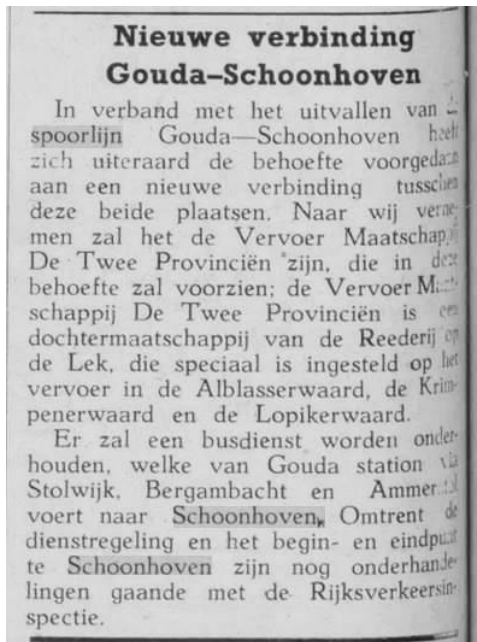 Nieuwe verbinding
Gouda—Schoonhoven
In verband met het uitvallen van
spoorlijn Gouda—Schoonhoven heeft
zich uiteraard de behoefte voorgedaan
aan een nieuwe verbinding tusschen
deze beide plaatsen. Naar wij verne-
men zal het de Vervoer Maatschappij
De Twee Provinciën zijn, die in deze
behoefte zal voorzien; de Vervoer Maat-
schappij De Twee Provinciën is een
dochtermaatschappij van de Reederij op
de Lek, die speciaal is ingesteld op het
vervoer in de Alblasserwaard, de Krim-
penerwaard en de Lopikerwaard.
Er zal een busdienst worden onder-
houden, welke van Gouda station via
Stolwijk, Bergambacht en Ammerstol
voert naar Schoonhoven. Omtrent de
dienstregeling en het begin- en eindpunt
te Schoonhoven zijn nog onderhande-
lingen gaande met de Rijksverkeersin-
spectie.